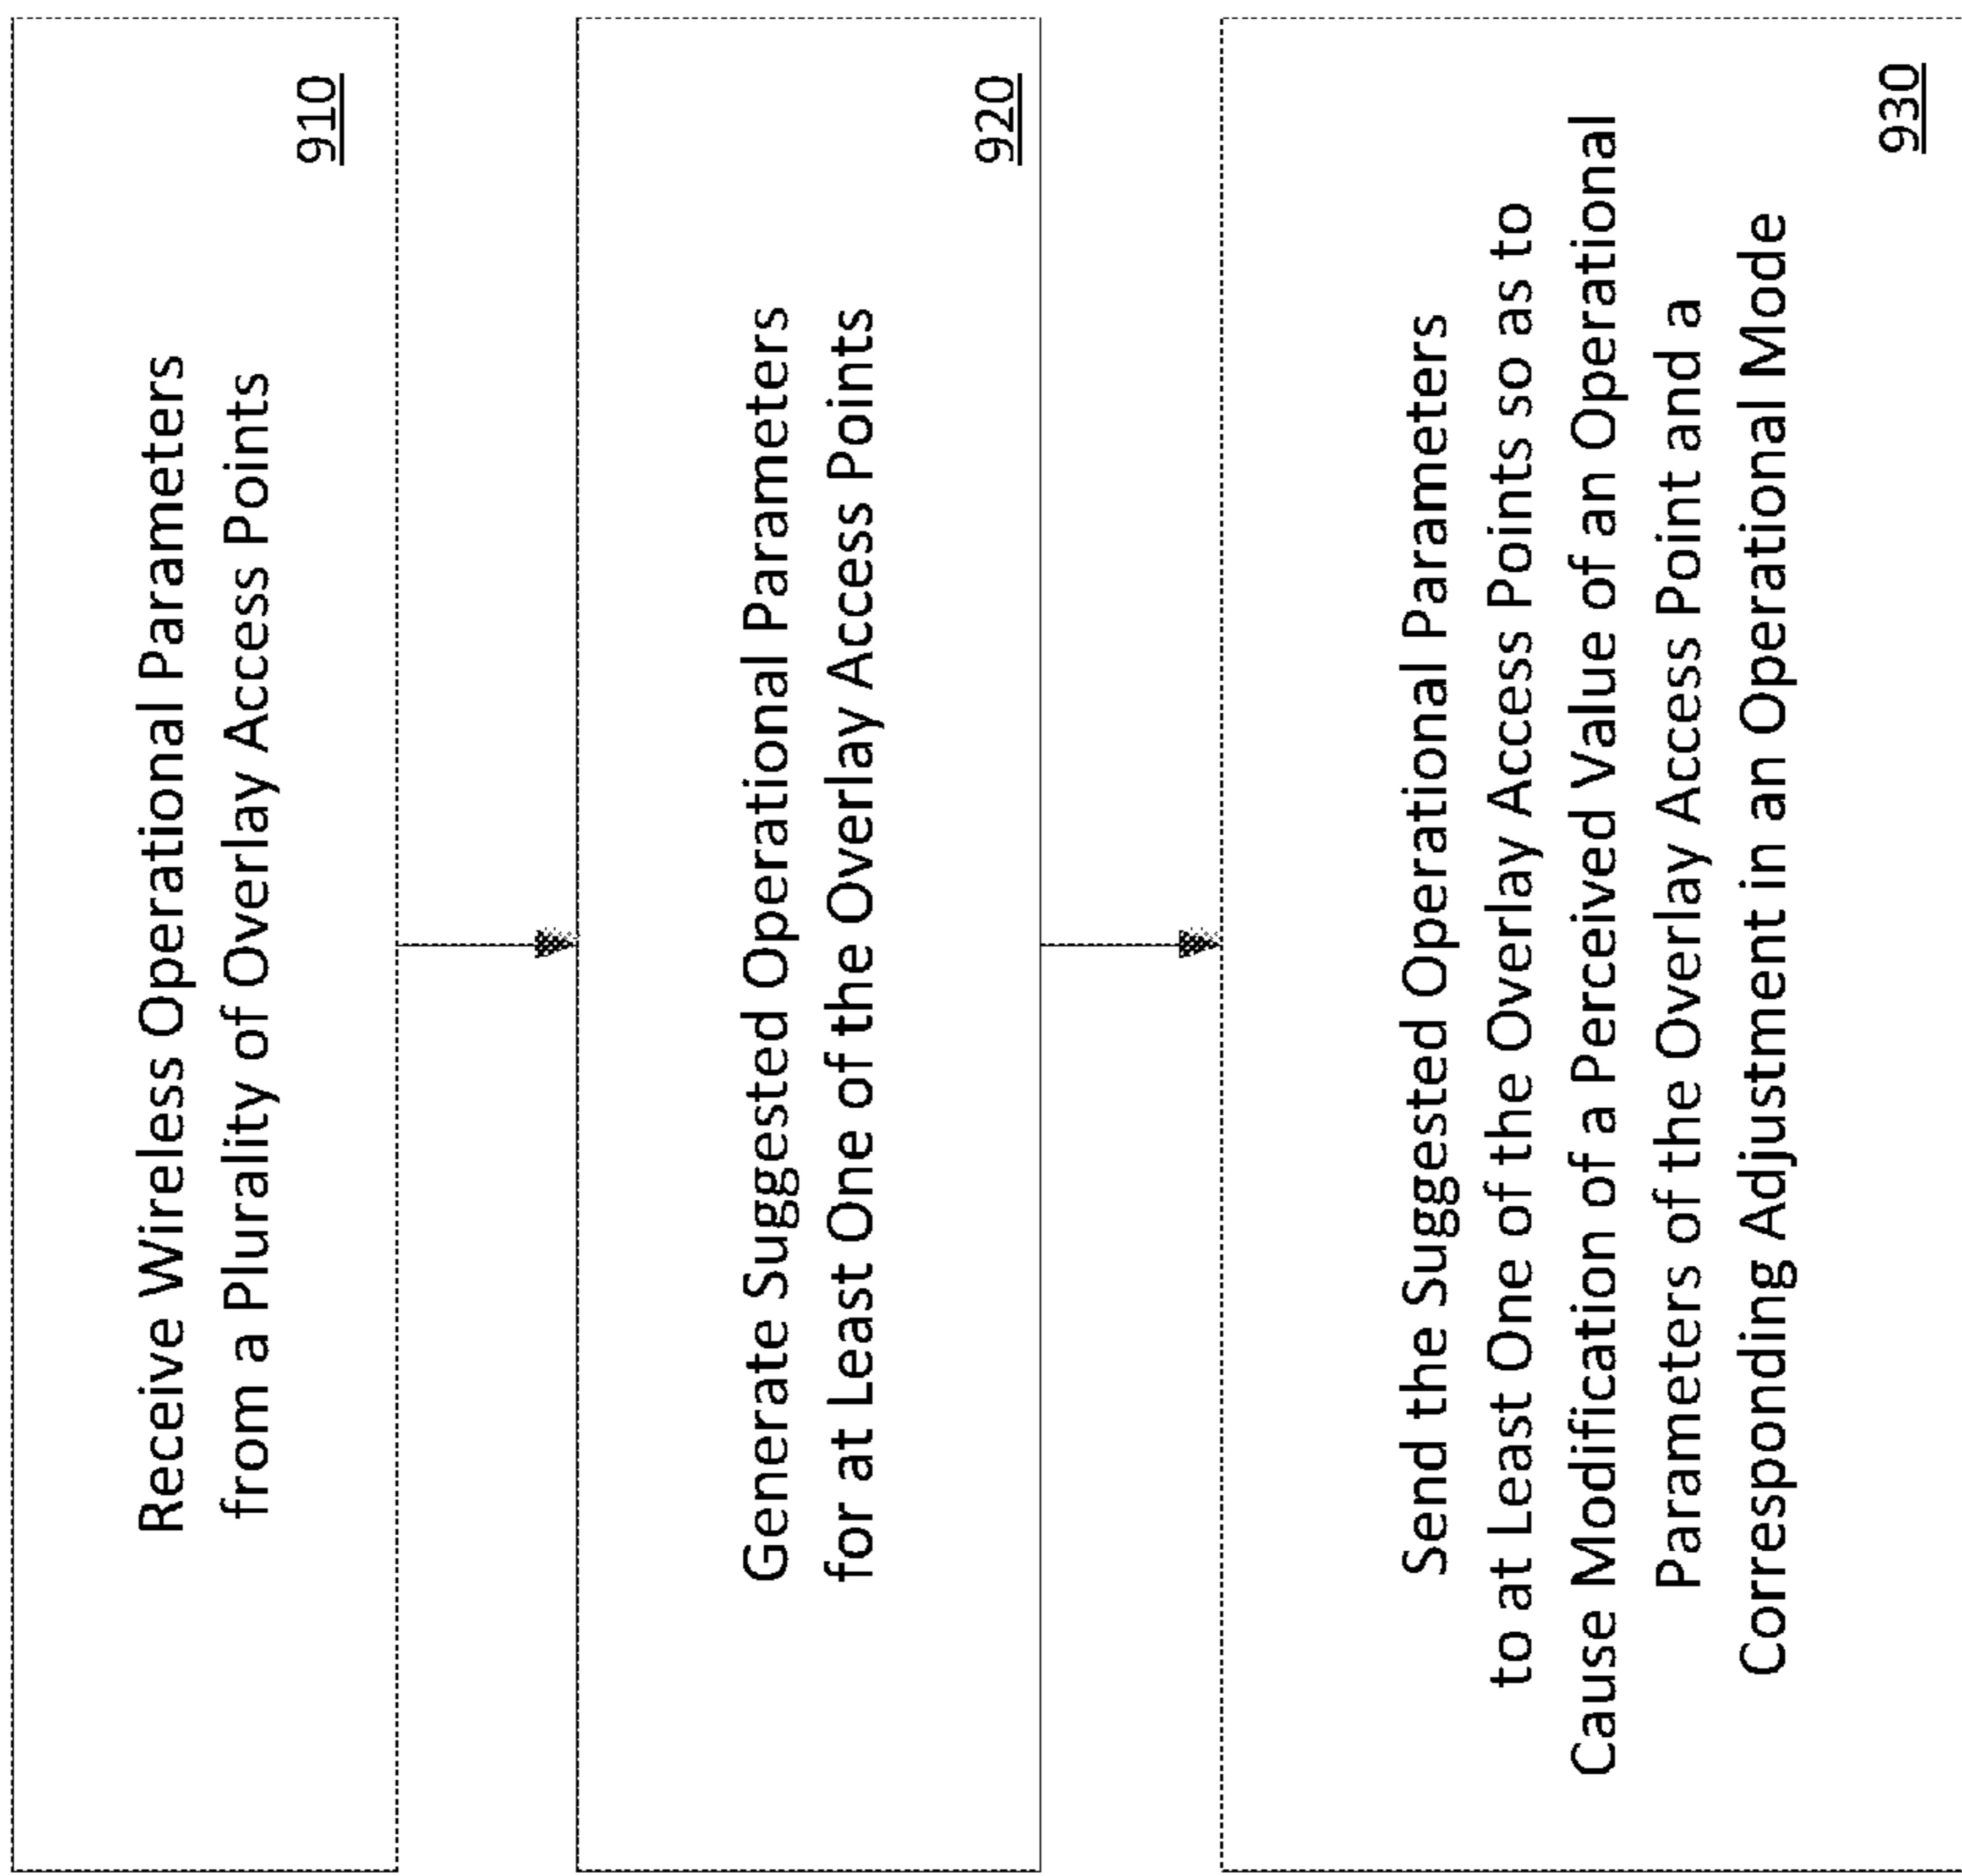 Receive Wireless Operational Parameters
from a Plurality of Overlay Access Points
910
Generate Suggested Operational Parameters
for at Least One of the Overlay Access Points
920
Send the Suggested Operational Parameters
to at Least One of the Overlay Access Points so as to
Cause Modification of a Perceived Value of an Operational
Parameters of the Overlay Access Point and a
Corresponding Adjustment in an Operational Mode
930